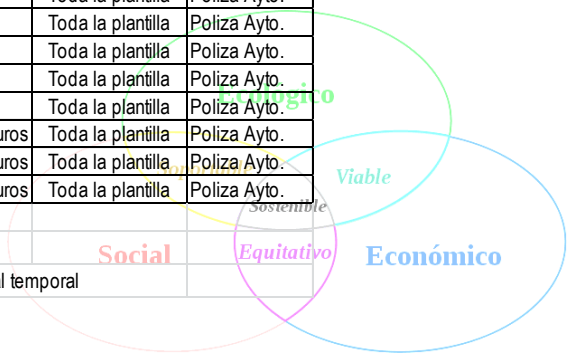 Toda la plantilla Poliza Ayto.
Toda la plantilla Poliza Ayto.
Toda la plantilla Poliza Ayto.
Toda la plantilla Poliza Ayto.
Ecológico
uros Toda la plantilla Poliza Ayto.
uros Toda la plantilla Poliza Ayto.
Soportable
Viable
uros Toda la plantilla Poliza Ayto.
Sostenible
Social
Equitativo
Económico
l temporal